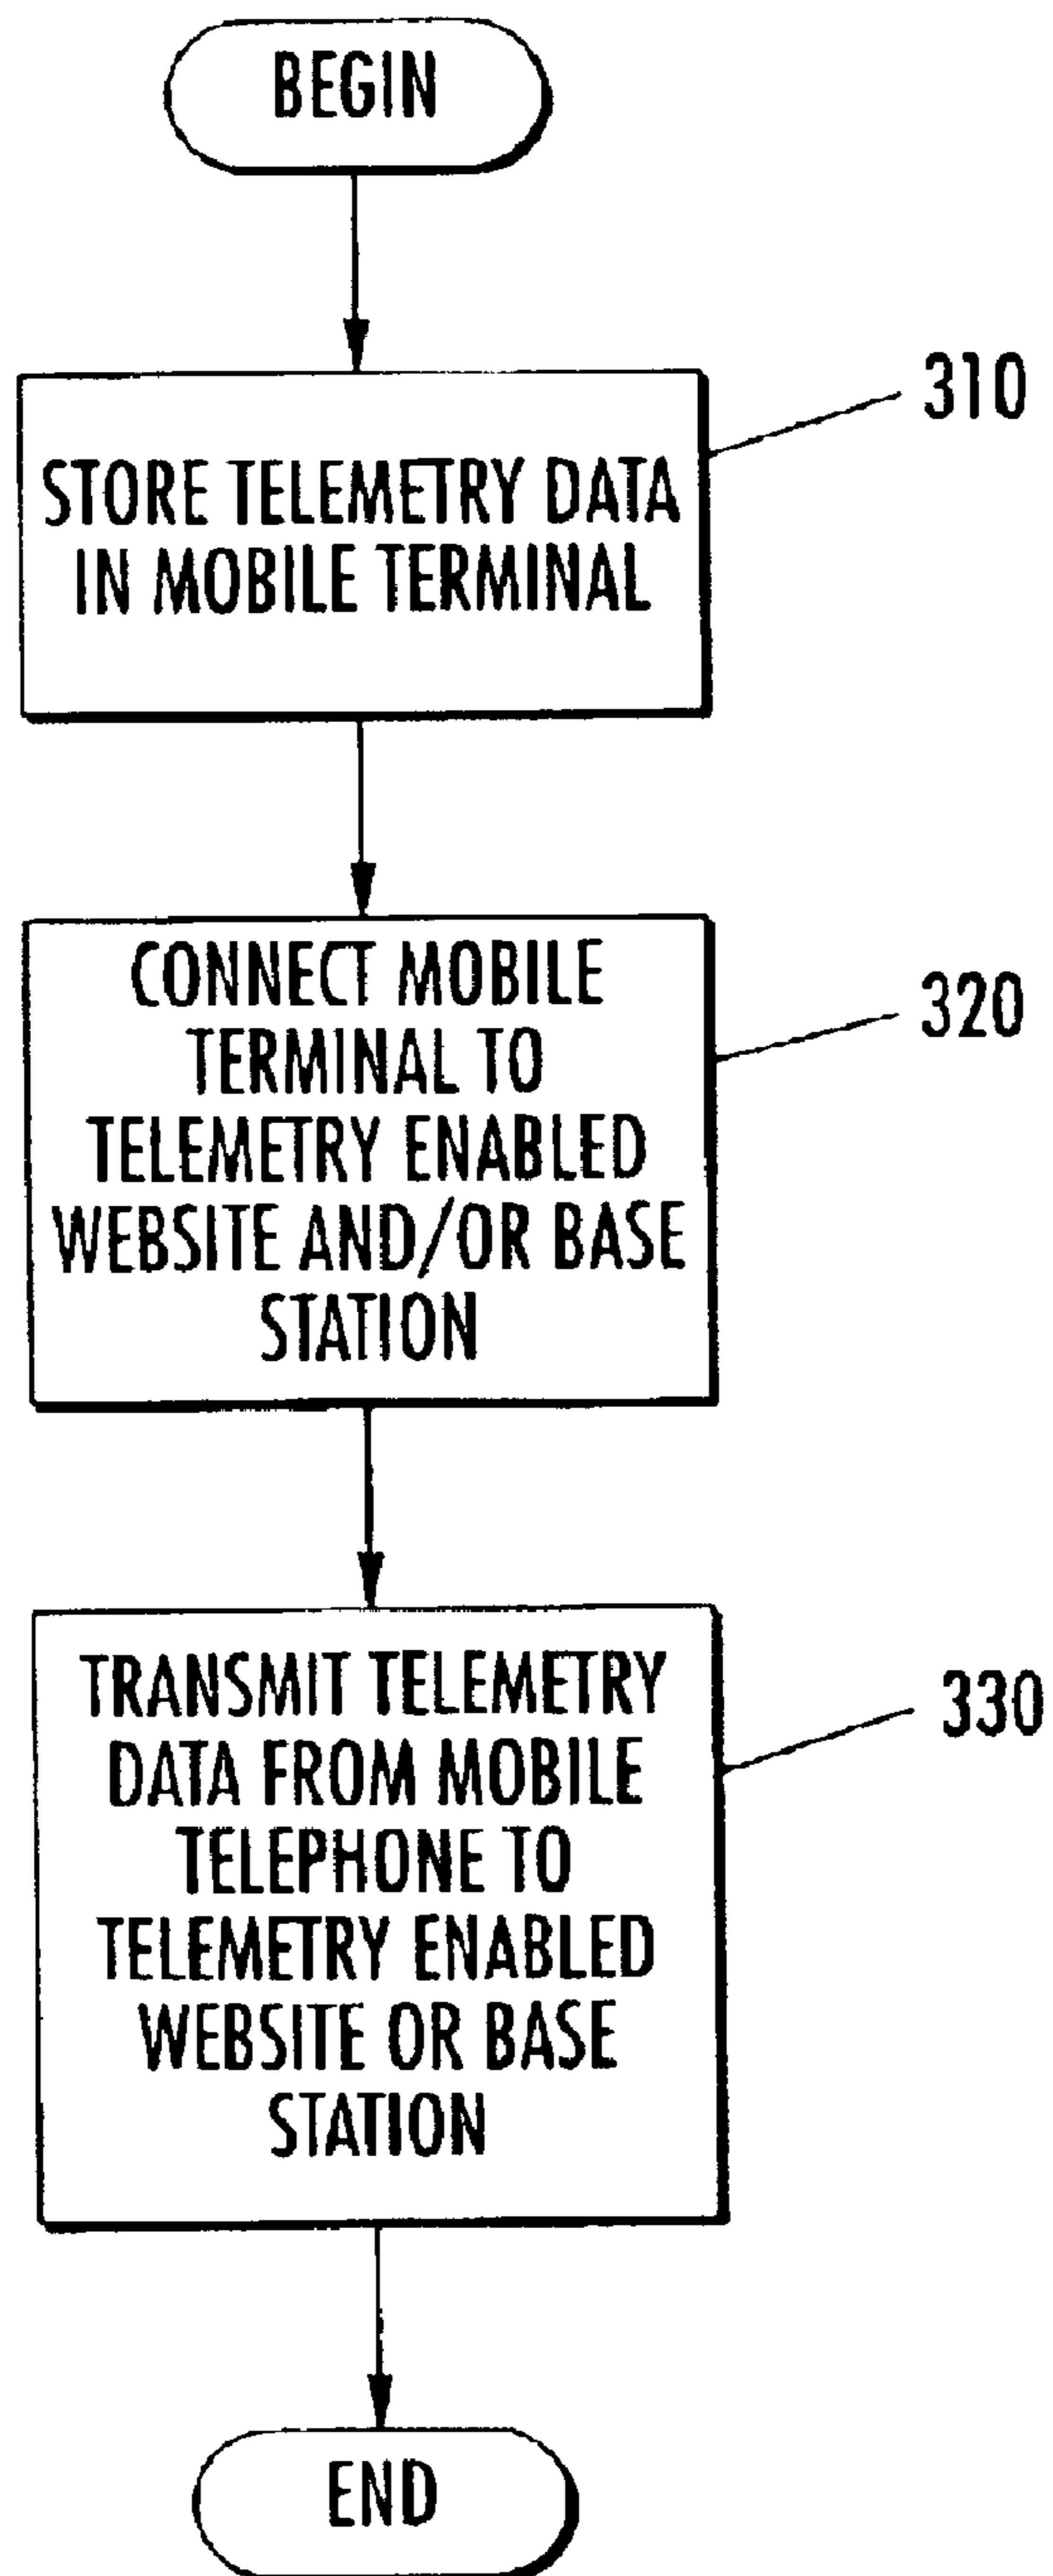 BEGIN
310
STORE TELEMETRY DATA
IN MOBILE TERMINAL
320
CONNECT MOBILE
TERMINAL TO
TELEMETRY ENABLED
WEBSITE AND/OR BASE
STATION
330
TRANSMIT TELEMETRY
DATA FROM MOBILE
TELEPHONE TO
TELEMETRY ENABLED
WEBSITE OR BASE
STATION
END